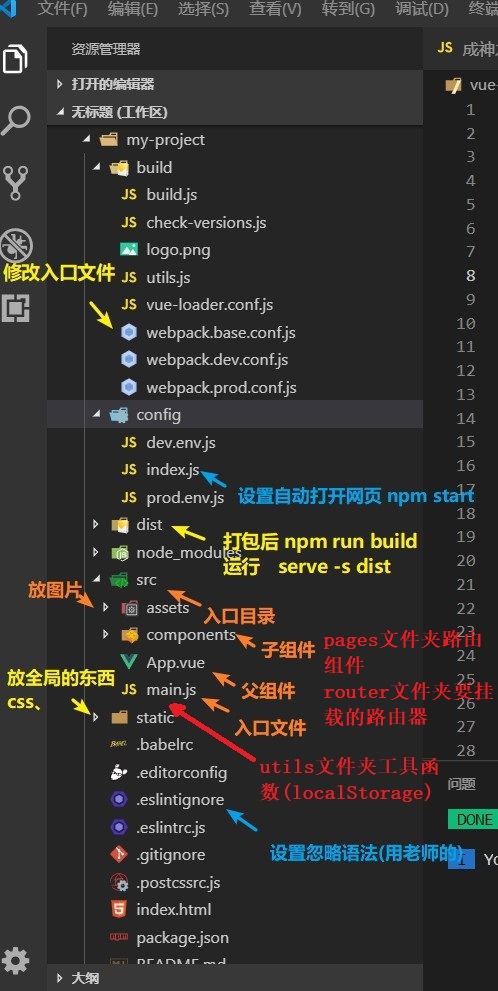 文件(F) 编辑(E) 选择(S) 查看(V) 转到(G) 调试(D) 终端
资源管理器
JS 成神
打开的编辑器
vue-
无标题 (工作区)
1
my-project
2
build
3
JS build.js
4
JS check-versions.js
5
logo.png
6
修改入口文件
JS utils.js
7
JS vue-loader.conf.js
8
webpack.base.conf.js
9
webpack.dev.conf.js
10
webpack.prod.conf.js
11
config
12
JS dev.env.js
13
JS index.js
14
设置自动打开网页 npm start
JS prod.env.js
15
dist
16
打包后 npm run build
运行 serve -s dist
17
node_modules
18
src
19
放图片
入口目录
assets
20
components
21
子组件
pages文件夹路由
组件
22
App.vue
23
父组件
router文件夹要挂
载的路由器
24
JS main.js
25
入口文件
放全局的东西
css、
26
static
27
utils文件夹工具函
数(localStorage)
28
.babelrc
BABEL
.editorconfig
问题
.eslintignore
DONE
.eslintrc.js
设置忽略语法(用老师的)
.gitignore
I Yo
.postcssrc.js
index.html
package.json
README.md
大纲